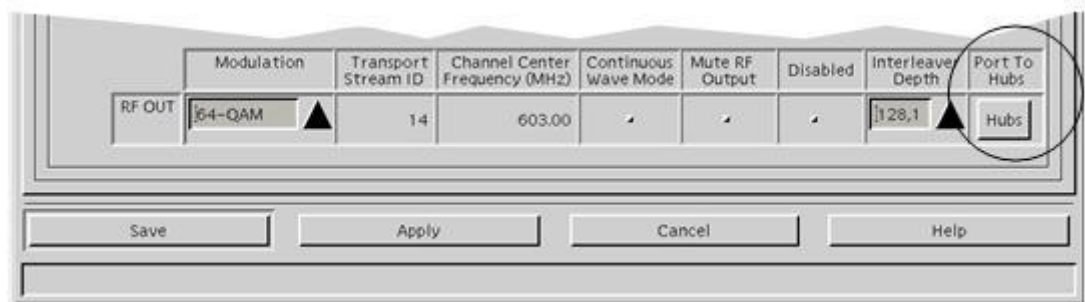 Modulation Transport Channel Center Continuous Mute RF Disabled Interleaver Port To
Stream ID Frequency (MHz) Wave Mode Output Depth Hubs
RF OUT 64-QAM 14 603.00 128,1 Hubs
Save Apply Cancel Help